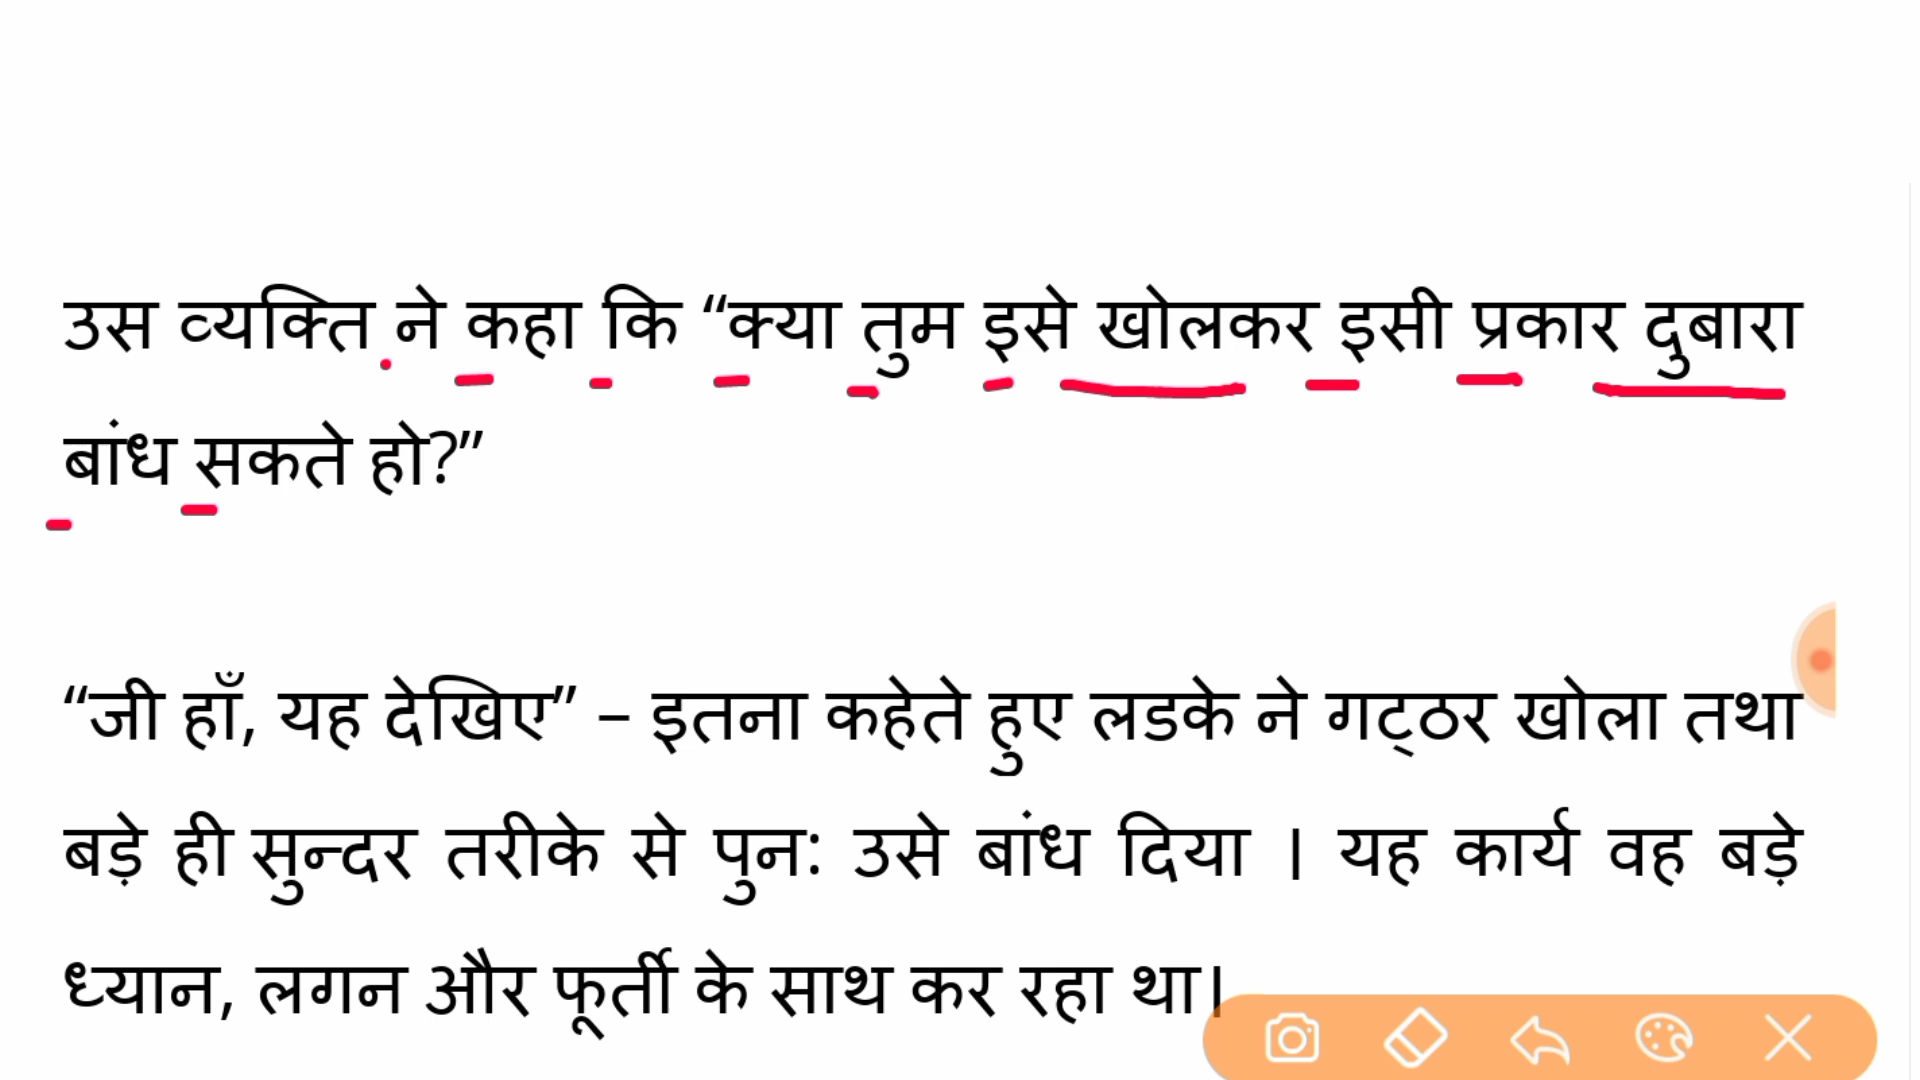 उस व्यक्ति ने कहा कि “क्या तुम इसे खोलकर इसी प्रकार दुबारा
बांध सकते हो?”
“जी हाँ, यह देखिए” – इतना कहेते हुए लडके ने गट्ठर खोला तथा
बड़े ही सुन्दर तरीके से पुन: उसे बांध दिया । यह कार्य वह बड़े
ध्यान, लगन और फूर्ती के साथ कर रहा था।